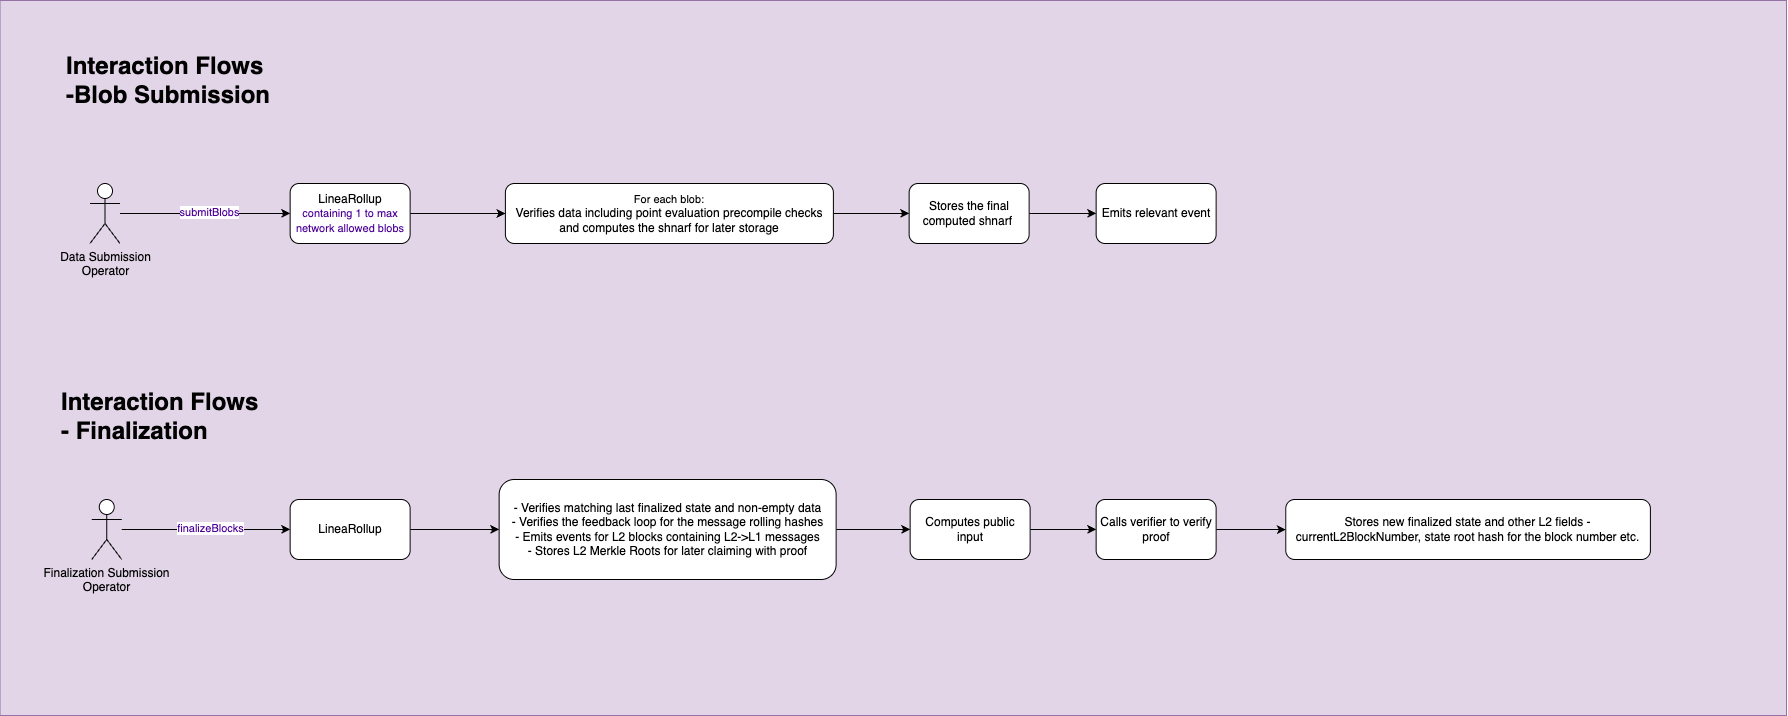 Interaction Flows
-Blob Submission
submitBlobs
Data Submission
Operator
LineaRollup
containing 1 to max
network allowed blobs
For each blob:
Verifies data including point evaluation precompile checks
and computes the shnarf for later storage
Stores the final
computed shnarf
Emits relevant event
Interaction Flows
- Finalization
finalizeBlocks
Finalization Submission
Operator
LineaRollup
- Verifies matching last finalized state and non-empty data
- Verifies the feedback loop for the message rolling hashes
- Emits events for L2 blocks containing L2->L1 messages
- Stores L2 Merkle Roots for later claiming with proof
Computes public
input
Calls verifier to verify
proof
Stores new finalized state and other L2 fields -
currentL2BlockNumber, state root hash for the block number etc.